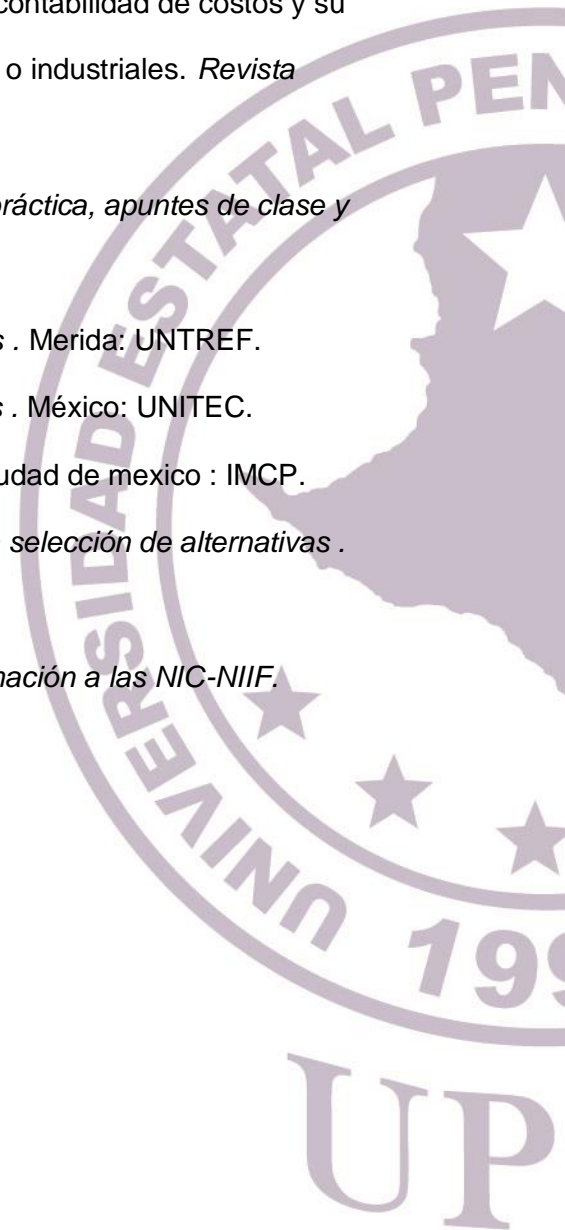 contabilidad de costos y su
o industriales. Revista
práctica, apuntes de clase y
s . Merida: UNTREF.
s . México: UNITEC.
udad de mexico : IMCP.
selección de alternativas .
mación a las NIC-NIIF.
UNIVERSIDAD ESTATAL PEN
199
UP